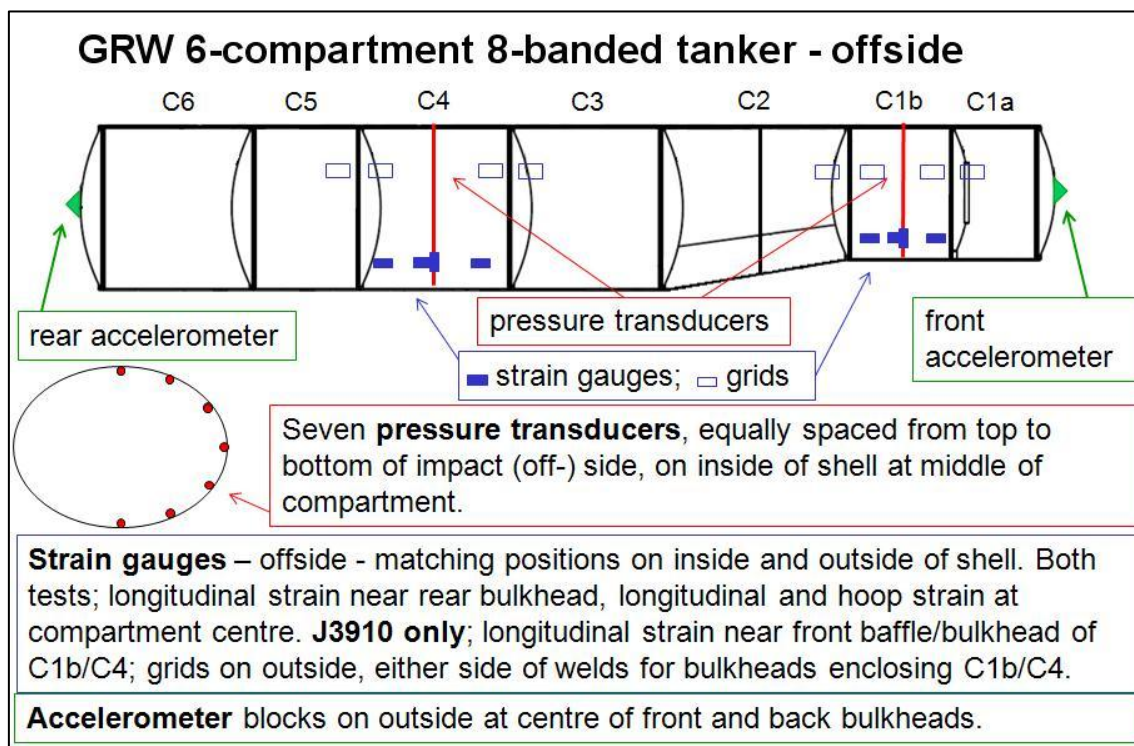 GRW 6-compartment 8-banded tanker - offside
C6 C5 C4 C3 C2 C1b C1a
rear accelerometer
pressure transducers
front
accelerometer
strain gauges; grids
Seven pressure transducers, equally spaced from top to
bottom of impact (off-) side, on inside of shell at middle of
compartment.
Strain gauges – offside - matching positions on inside and outside of shell. Both
tests; longitudinal strain near rear bulkhead, longitudinal and hoop strain at
compartment centre. J3910 only; longitudinal strain near front baffle/bulkhead of
C1b/C4; grids on outside, either side of welds for bulkheads enclosing C1b/C4.
Accelerometer blocks on outside at centre of front and back bulkheads.